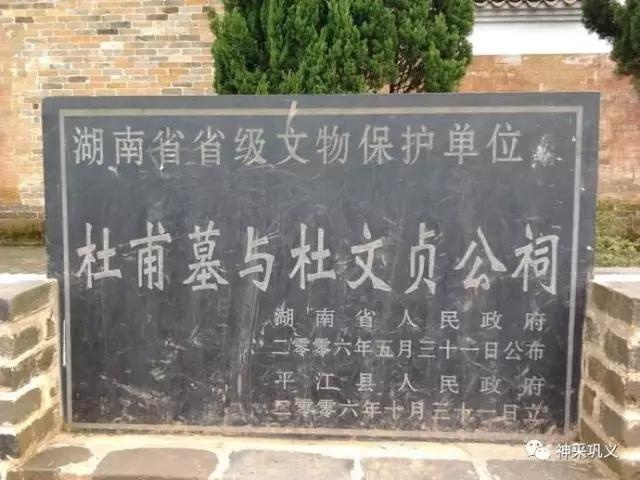 湖南省省级文物保护单位
杜甫墓与杜文贞公祠
湖南省人民政府
二零零六年五月三十一日公布
平江县人民政府
二零零六年十月三十一日立
神采巩义